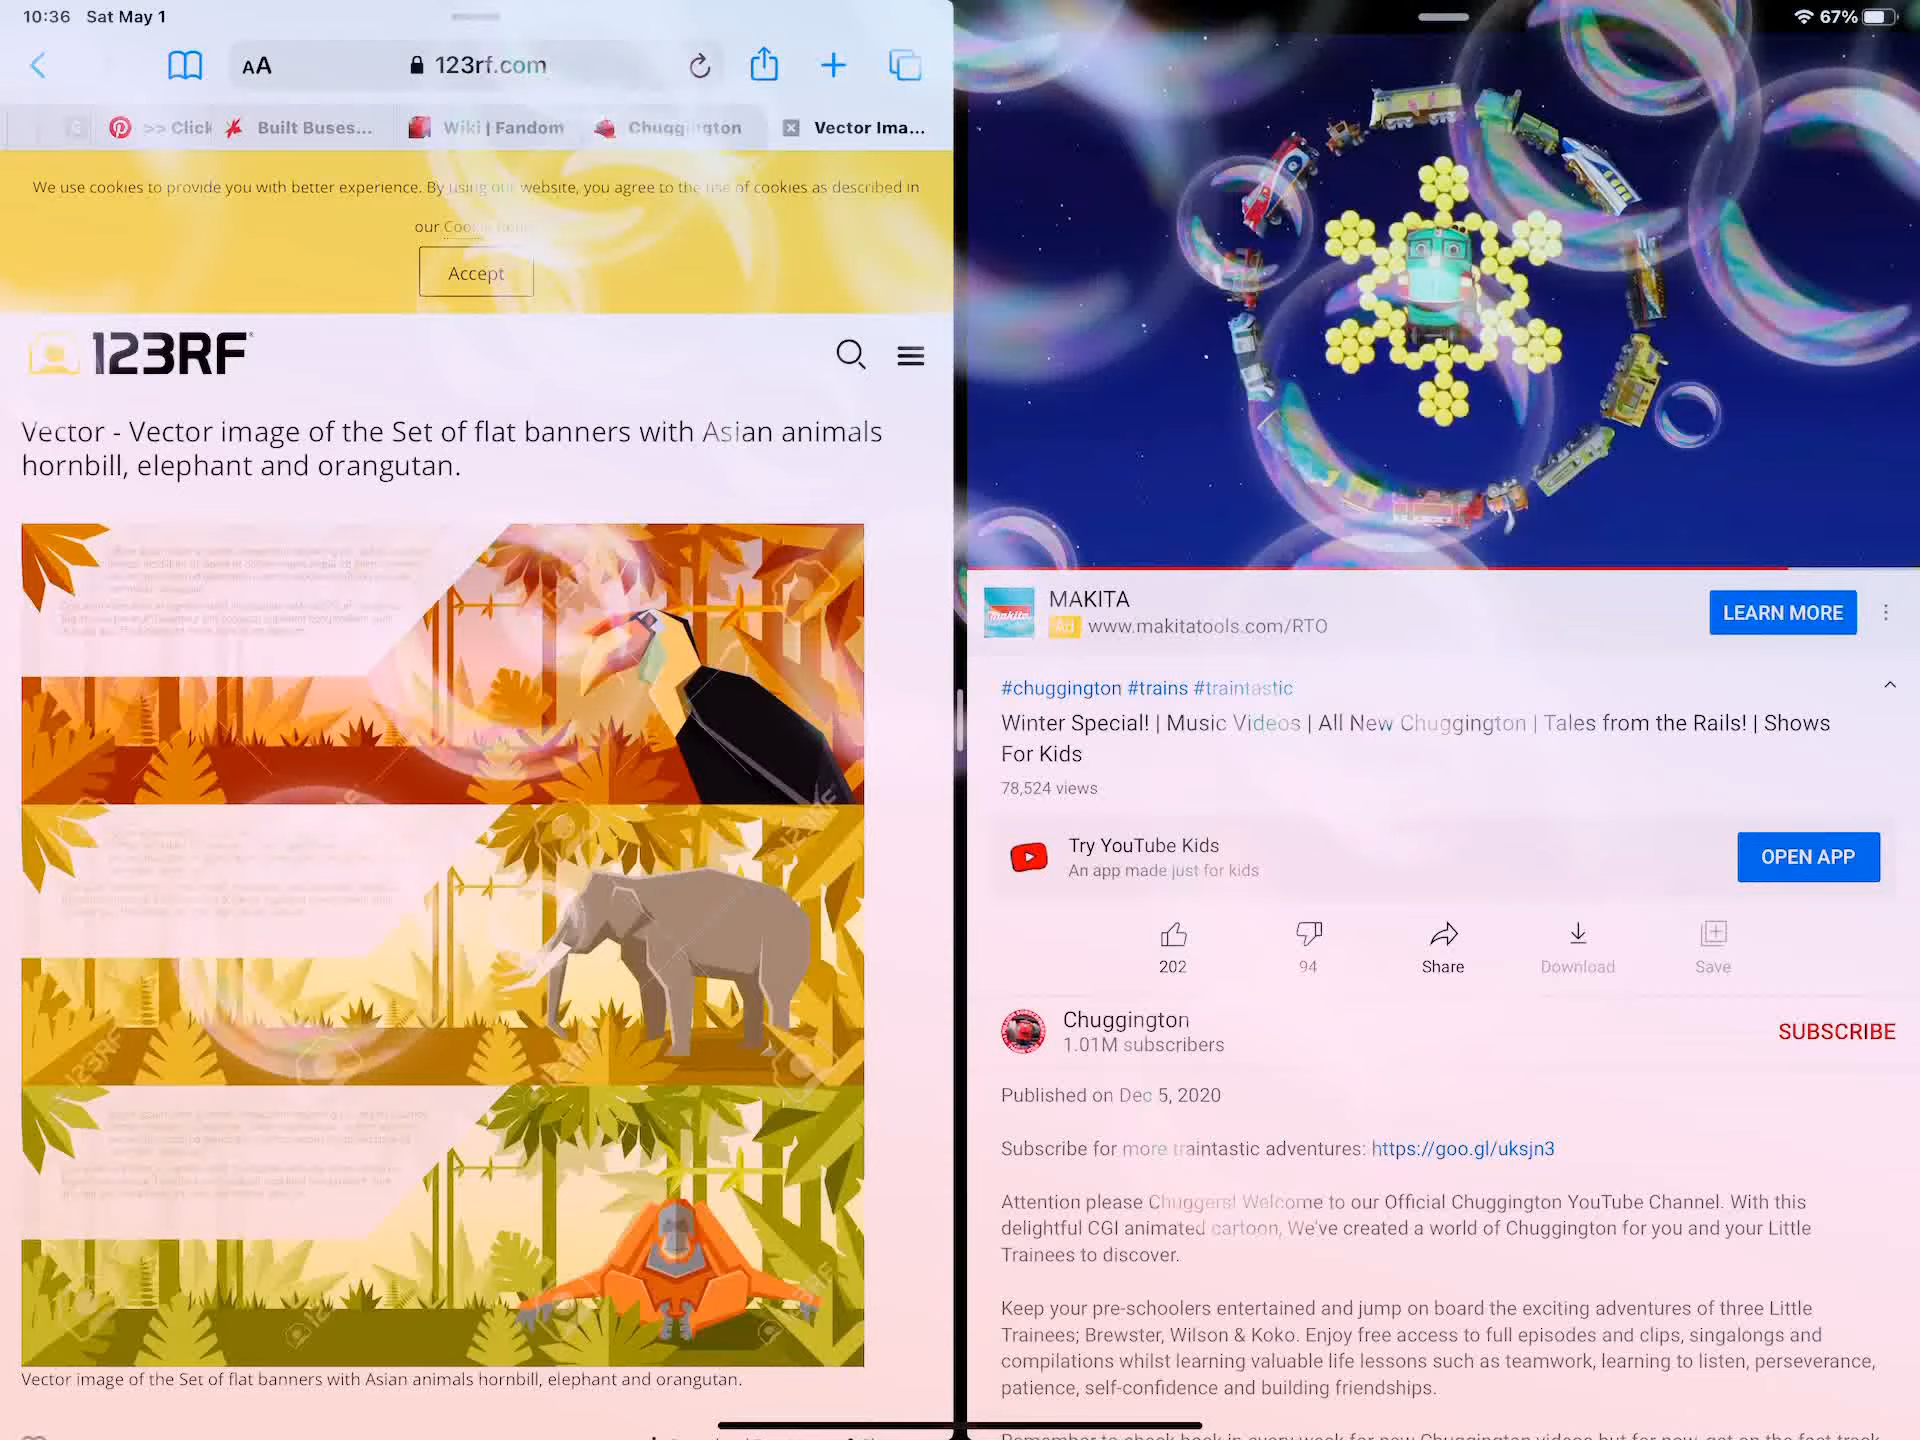 10:36 Sat May 1
67%
AA 123rf.com
>> Click Built Buses... Wiki | Fandom Chuggington Vector Ima...
We use cookies to provide you with better experience. By using our website, you agree to the use of cookies as described in
our
Accept
123RF
Vector - Vector image of the Set of flat banners with Asian animals
hornbill, elephant and orangutan.
Vector image of the Set of flat banners with Asian animals hornbill, elephant and orangutan.
makita
MAKITA
Ad www.makitatools.com/RTO
LEARN MORE
#chuggington #trains #traintastic
Winter Special! | Music Videos | All New Chuggington | Tales from the Rails! | Shows
For Kids
78,524 views
Try YouTube Kids
An app made just for kids
OPEN APP
202 94 Share Download Save
Chuggington
1.01M subscribers
SUBSCRIBE
Published on Dec 5, 2020
Subscribe for more traintastic adventures: https://goo.gl/uksjn3
Attention please Chuggers! Welcome to our Official Chuggington YouTube Channel. With this
delightful CGI animated cartoon, We've created a world of Chuggington for you and your Little
Trainees to discover.
Keep your pre-schoolers entertained and jump on board the exciting adventures of three Little
Trainees; Brewster, Wilson & Koko. Enjoy free access to full episodes and clips, singalongs and
compilations whilst learning valuable life lessons such as teamwork, learning to listen, perseverance,
patience, self-confidence and building friendships.